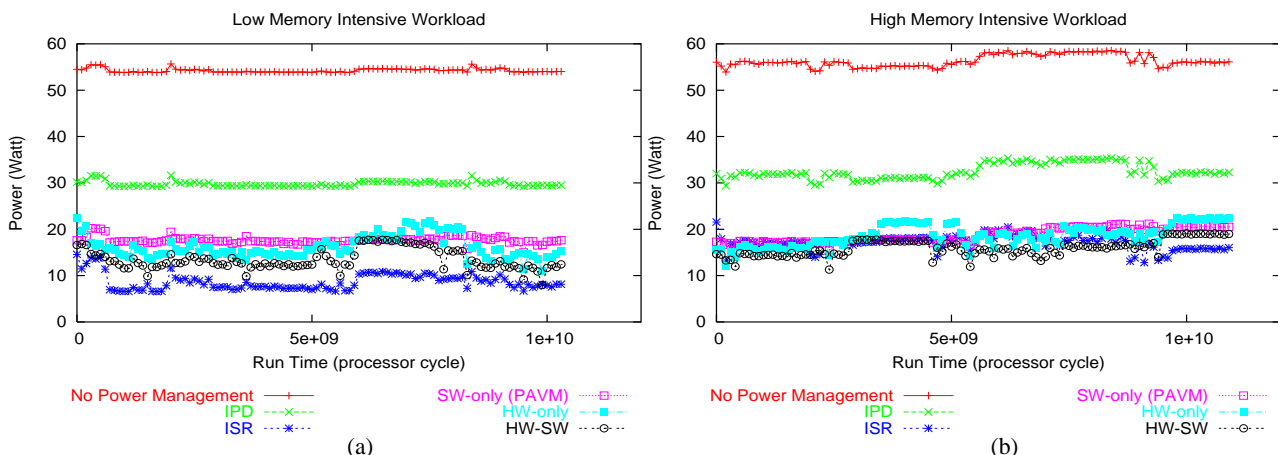 Low Memory Intensive Workload
60
50
40
30
20
10
0
Power (Watt)
0
5e+09
1e+10
Run Time (processor cycle)
No Power Management
IPD
ISR
SW-only (PAVM)
HW-only
HW-SW
(a)
High Memory Intensive Workload
60
50
40
30
20
10
0
Power (Watt)
0
5e+09
1e+10
Run Time (processor cycle)
No Power Management
IPD
ISR
SW-only (PAVM)
HW-only
HW-SW
(b)